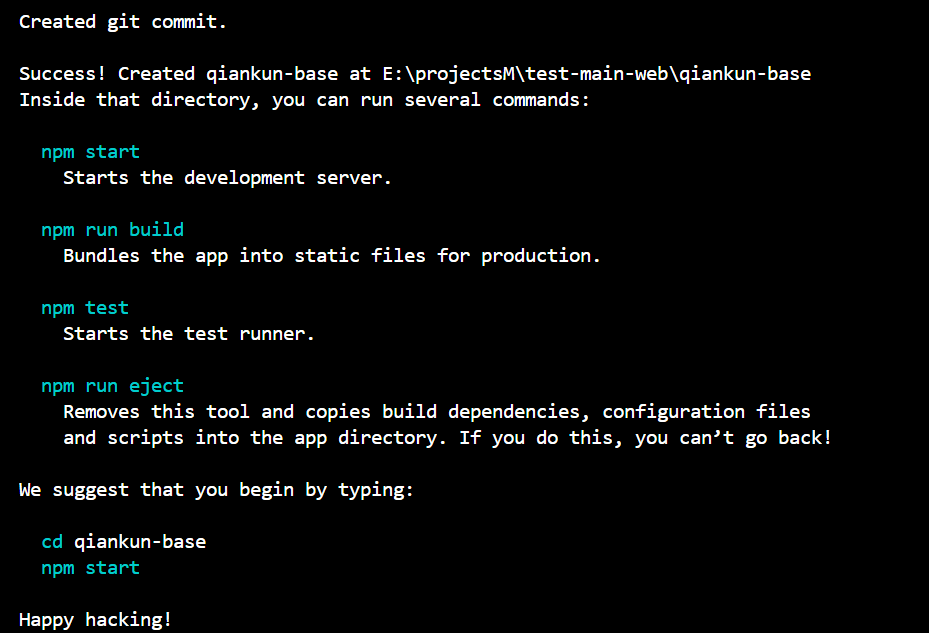 Created git commit.
Success! Created qiankun-base at E:\projectsM\test-main-web\qiankun-base
Inside that directory, you can run several commands:
npm start
Starts the development server.
npm run build
Bundles the app into static files for production.
npm test
Starts the test runner.
npm run eject
Removes this tool and copies build dependencies, configuration files
and scripts into the app directory. If you do this, you can’t go back!
We suggest that you begin by typing:
cd qiankun-base
npm start
Happy hacking!